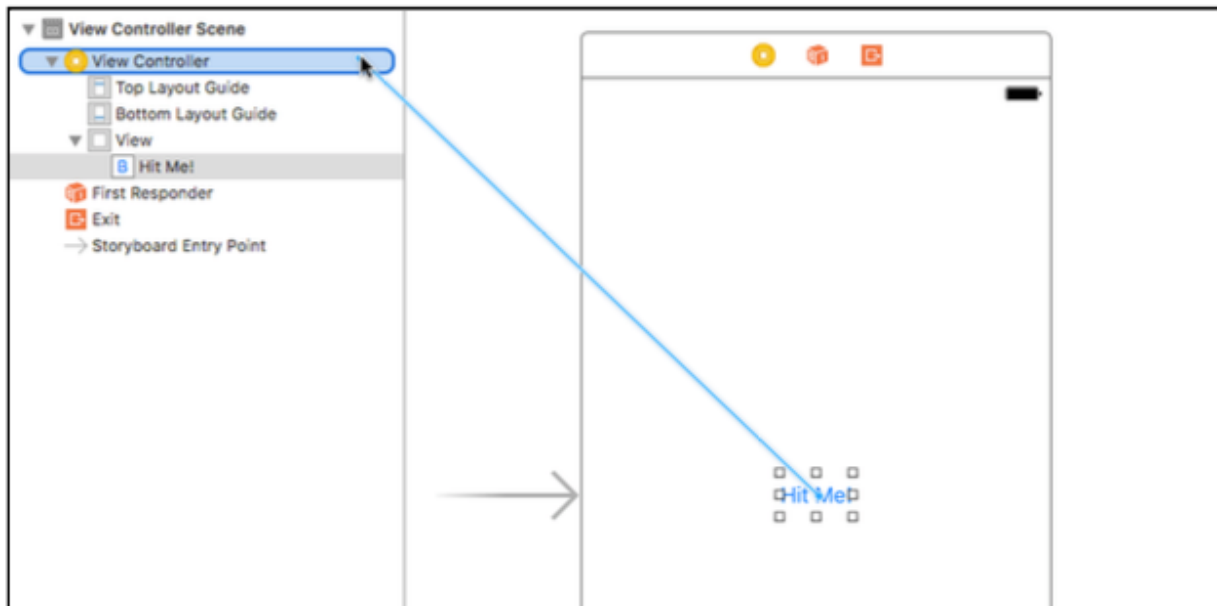 View Controller Scene
View Controller
Top Layout Guide
Bottom Layout Guide
View
B Hit Me!
First Responder
Exit
Storyboard Entry Point
Hit Me!